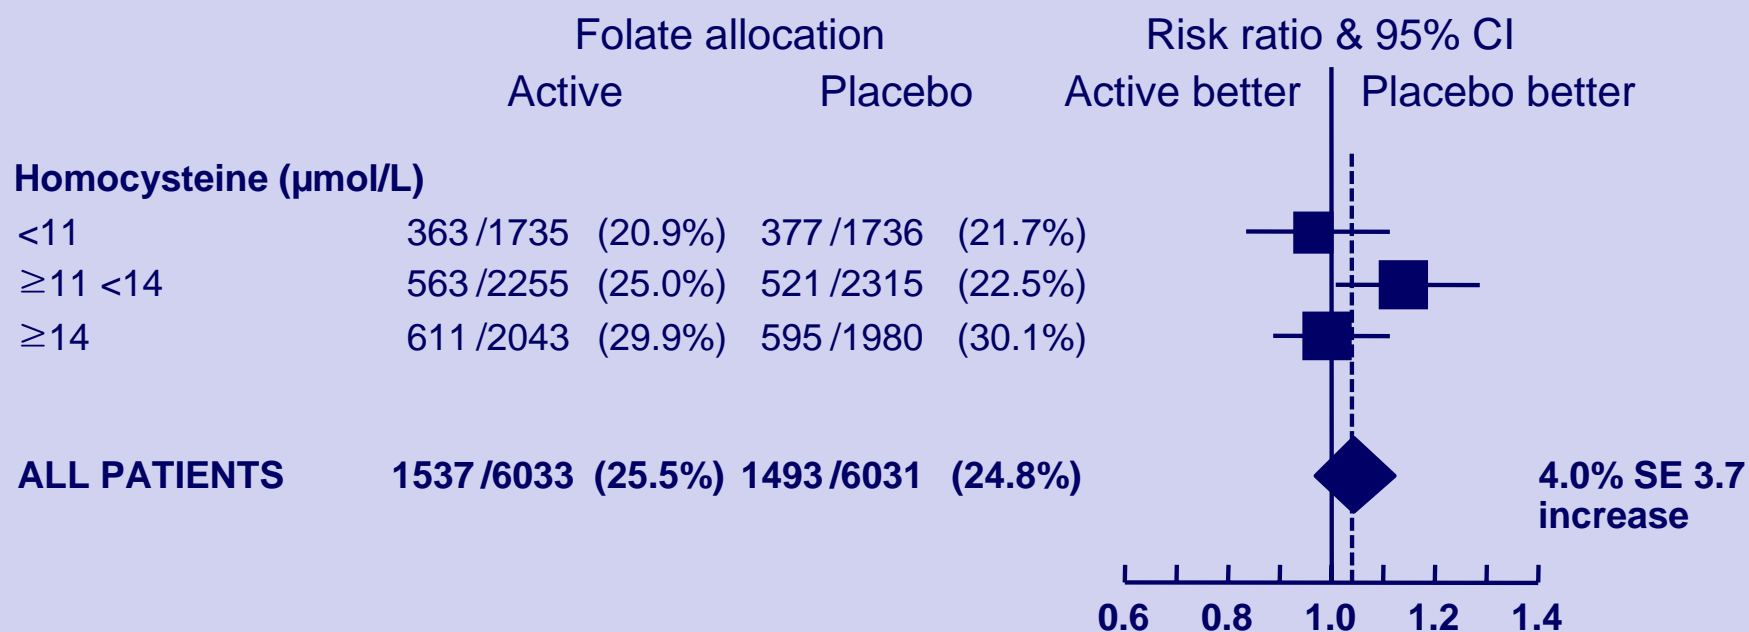 Folate allocation Risk ratio & 95% CI
Active Placebo Active better Placebo better
Homocysteine (µmol/L)
<11 363/1735 (20.9%) 377/1736 (21.7%)
≥11 <14 563/2255 (25.0%) 521/2315 (22.5%)
≥14 611/2043 (29.9%) 595/1980 (30.1%)
ALL PATIENTS 1537/6033 (25.5%) 1493/6031 (24.8%) 4.0% SE 3.7
increase
0.6 0.8 1.0 1.2 1.4